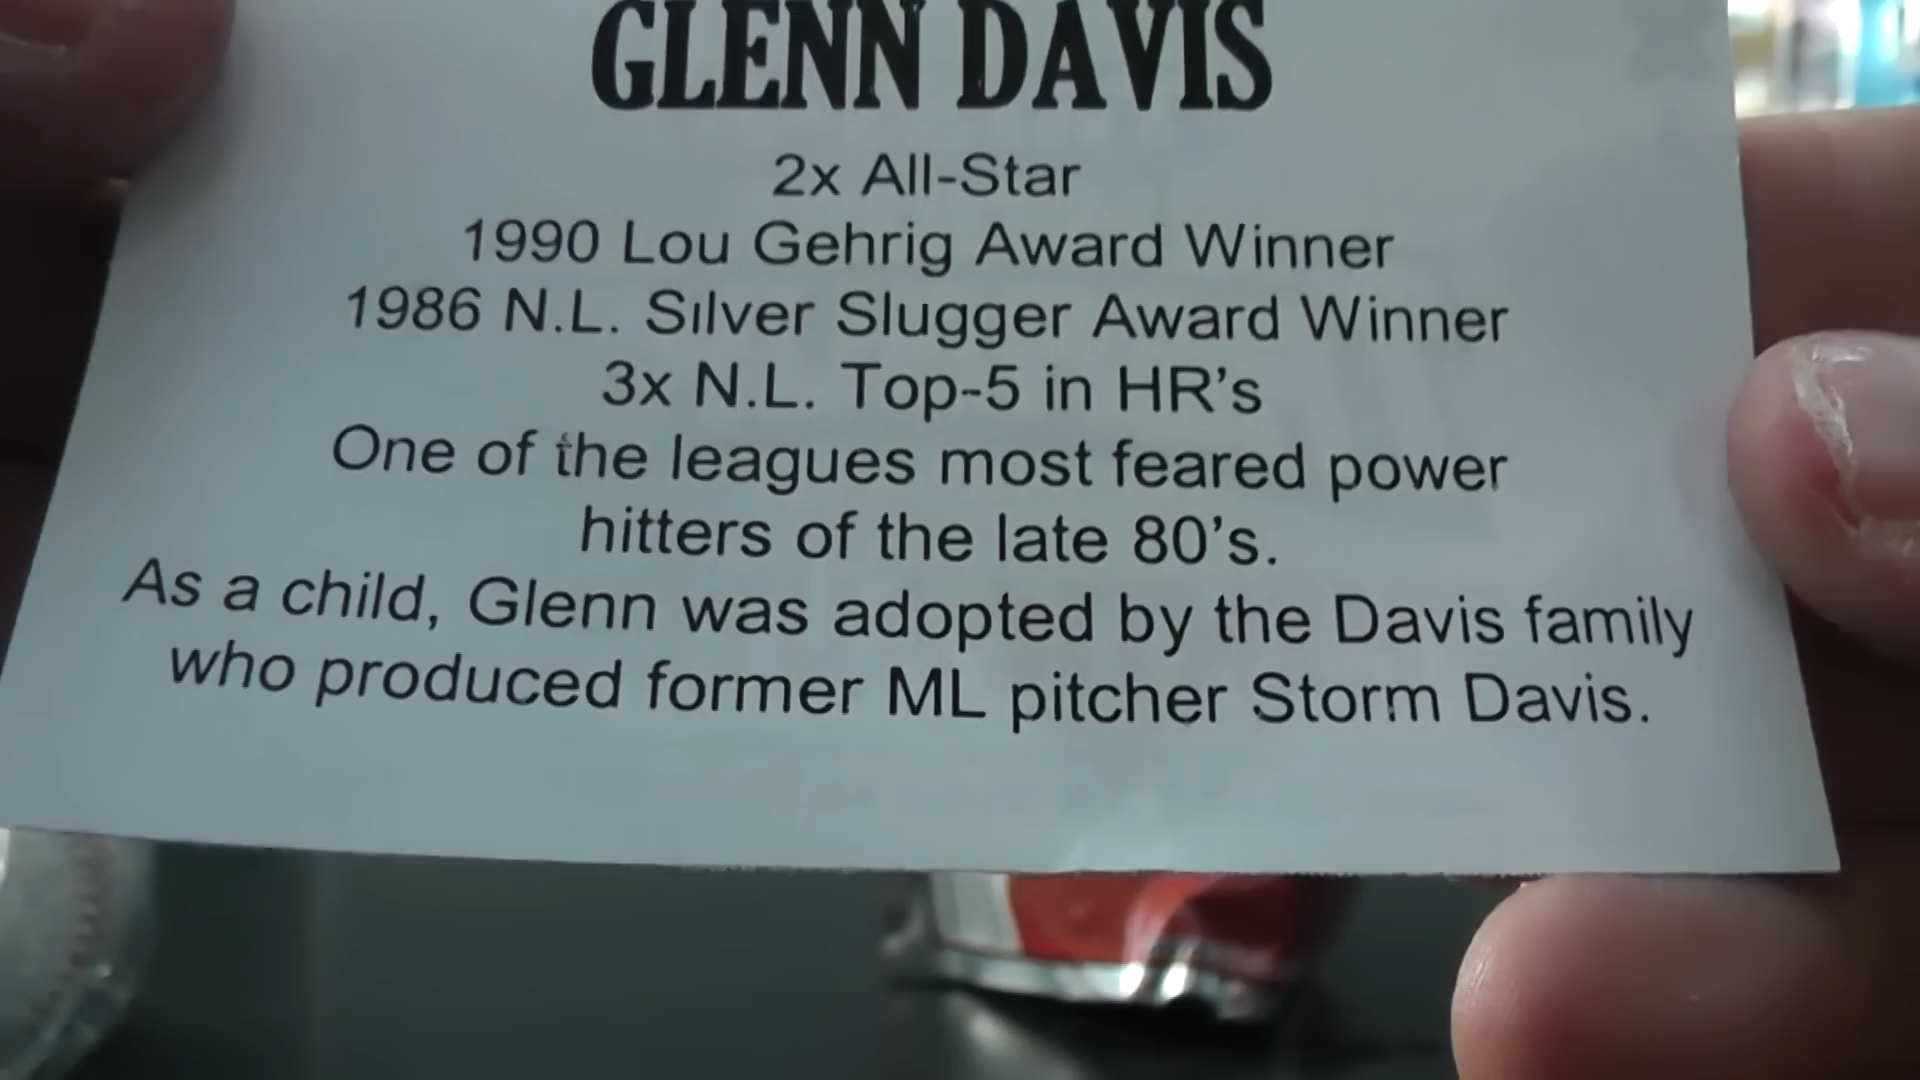 GLENN DAVIS
2x All-Star
1990 Lou Gehrig Award Winner
1986 N.L. Silver Slugger Award Winner
3x N.L. Top-5 in HR's
One of the leagues most feared power
hitters of the late 80's.
As a child, Glenn was adopted by the Davis family
who produced former ML pitcher Storm Davis.